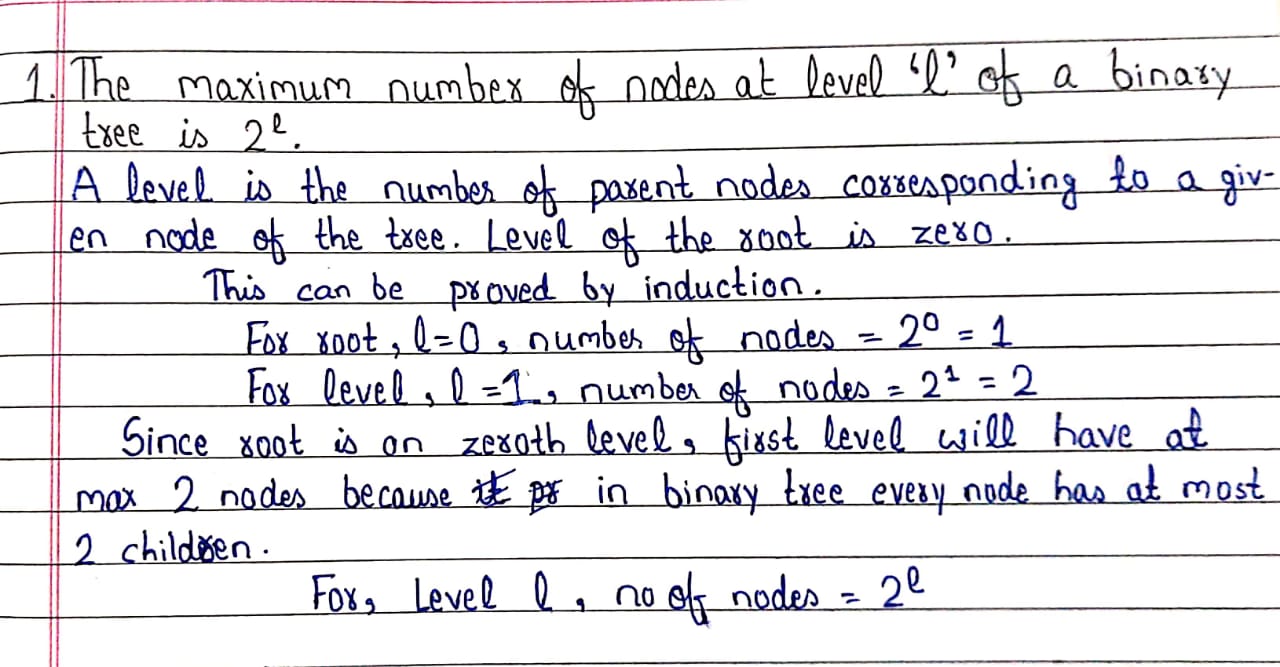 1. The maximum number of nodes at level 'l' of a binary
tree is 2^l.
A level is the number of parent nodes corresponding to a giv-
en node of the tree. Level of the root is zero.
This can be proved by induction.
For root, l=0, number of nodes = 2^0 = 1
For level, l =1, number of nodes = 2^1 = 2
Since root is on zeroth level, first level will have at
max 2 nodes because in binary tree every node has at most
2 children.
For, Level l, no of nodes = 2^l